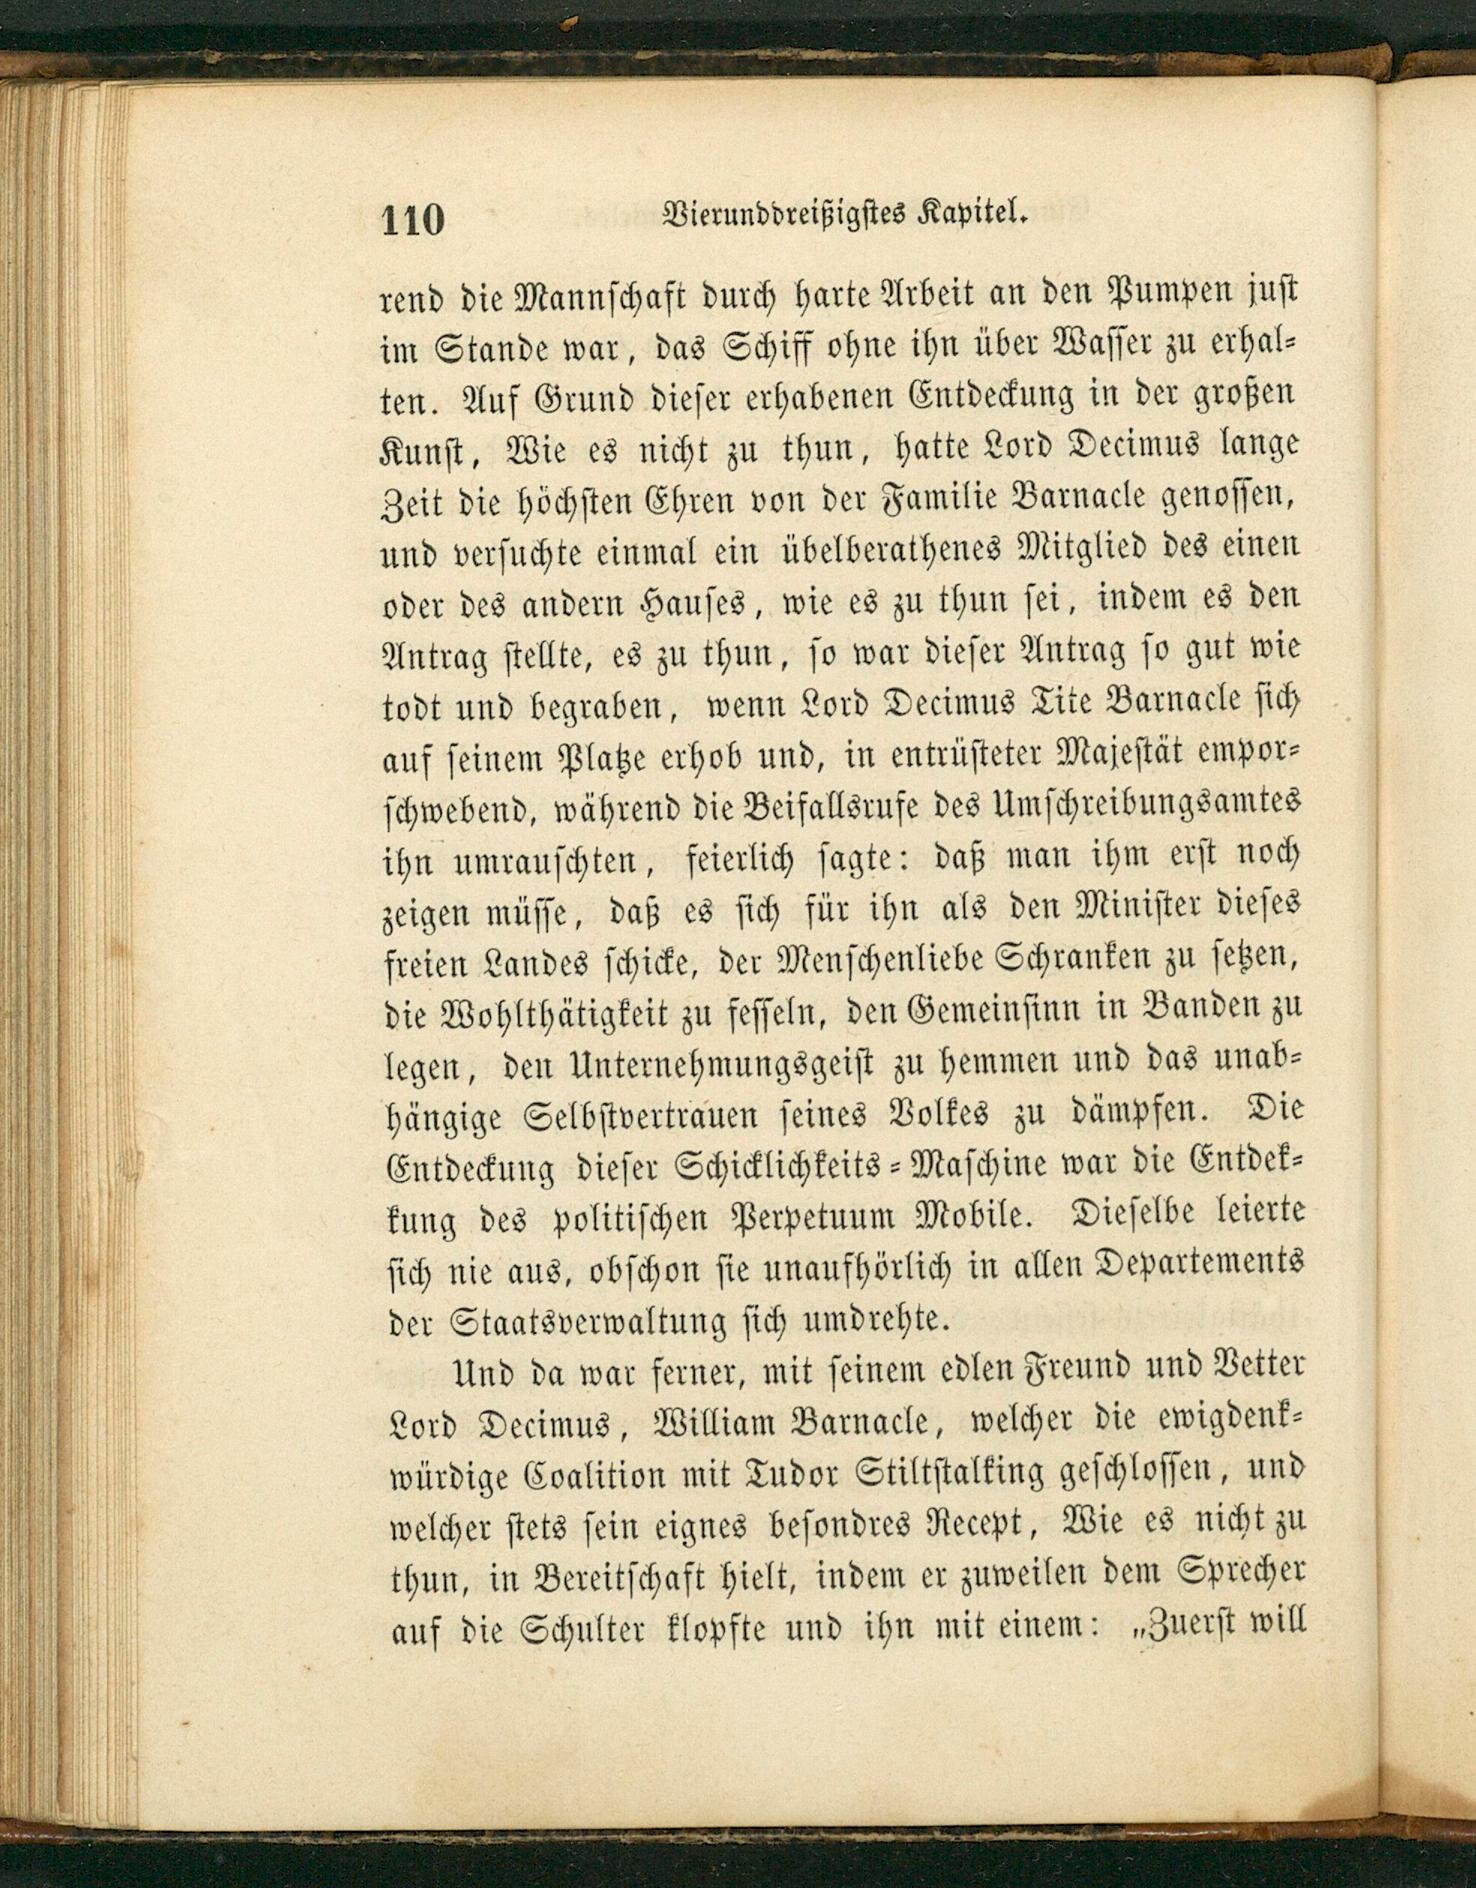 110 Vierunddreißigstes Kapitel.
rend die Mannschaft durch harte Arbeit an den Pumpen just
im Stande war, das Schiff ohne ihn über Wasser zu erhal-
ten. Auf Grund dieser erhabenen Entdeckung in der großen
Kunst, Wie es nicht zu thun, hatte Lord Decimus lange
Zeit die höchsten Ehren von der Familie Barnacle genossen,
und versuchte einmal ein übelberathenes Mitglied des einen
oder des andern Hauses, wie es zu thun sei, indem es den
Antrag stellte, es zu thun, so war dieser Antrag so gut wie
todt und begraben, wenn Lord Decimus Tite Barnacle sich
auf seinem Platze erhob und, in entrüsteter Majestät empor-
schwebend, während die Beifallsrufe des Umschreibungsamtes
ihn umrauschten, feierlich sagte: daß man ihm erst noch
zeigen müsse, daß es sich für ihn als den Minister dieses
freien Landes schicke, der Menschenliebe Schranken zu setzen,
die Wohlthätigkeit zu fesseln, den Gemeinsinn in Banden zu
legen, den Unternehmungsgeist zu hemmen und das unab-
hängige Selbstvertrauen seines Volkes zu dämpfen. Die
Entdeckung dieser Schicklichkeits-Maschine war die Entdek-
kung des politischen Perpetuum Mobile. Dieselbe leierte
sich nie aus, obschon sie unaufhörlich in allen Departements
der Staatsverwaltung sich umdrehte.
Und da war ferner, mit seinem edlen Freund und Vetter
Lord Decimus, William Barnacle, welcher die ewigdenk-
würdige Coalition mit Tudor Stiltstalking geschlossen, und
welcher stets sein eignes besondres Recept, Wie es nicht zu
thun, in Bereitschaft hielt, indem er zuweilen dem Sprecher
auf die Schulter klopfte und ihn mit einem: „Zuerst will